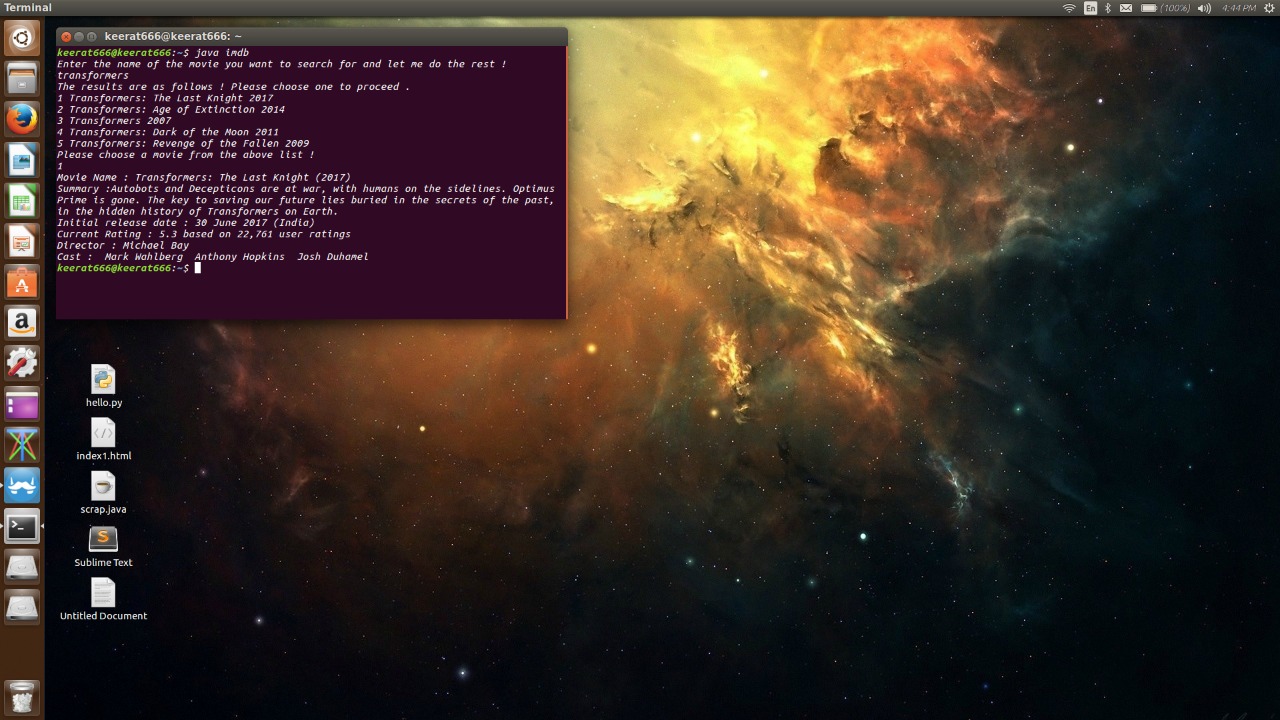 Terminal
En
(100%)
4:44 PM
keerat666@keerat666: ~
keerat666@keerat666:~$ java imdb
Enter the name of the movie you want to search for and let me do the rest !
transformers
The results are as follows ! Please choose one to proceed .
1 Transformers: The Last Knight 2017
2 Transformers: Age of Extinction 2014
3 Transformers 2007
4 Transformers: Dark of the Moon 2011
5 Transformers: Revenge of the Fallen 2009
Please choose a movie from the above list !
1
Movie Name : Transformers: The Last Knight (2017)
Summary :Autobots and Decepticons are at war, with humans on the sidelines. Optimus
Prime is gone. The key to saving our future lies buried in the secrets of the past,
in the hidden history of Transformers on Earth.
Initial release date : 30 June 2017 (India)
Current Rating : 5.3 based on 22,761 user ratings
Director : Michael Bay
Cast :  Mark Wahlberg  Anthony Hopkins  Josh Duhamel
keerat666@keerat666:~$
hello.py
index1.html
scrap.java
Sublime Text
Untitled Document